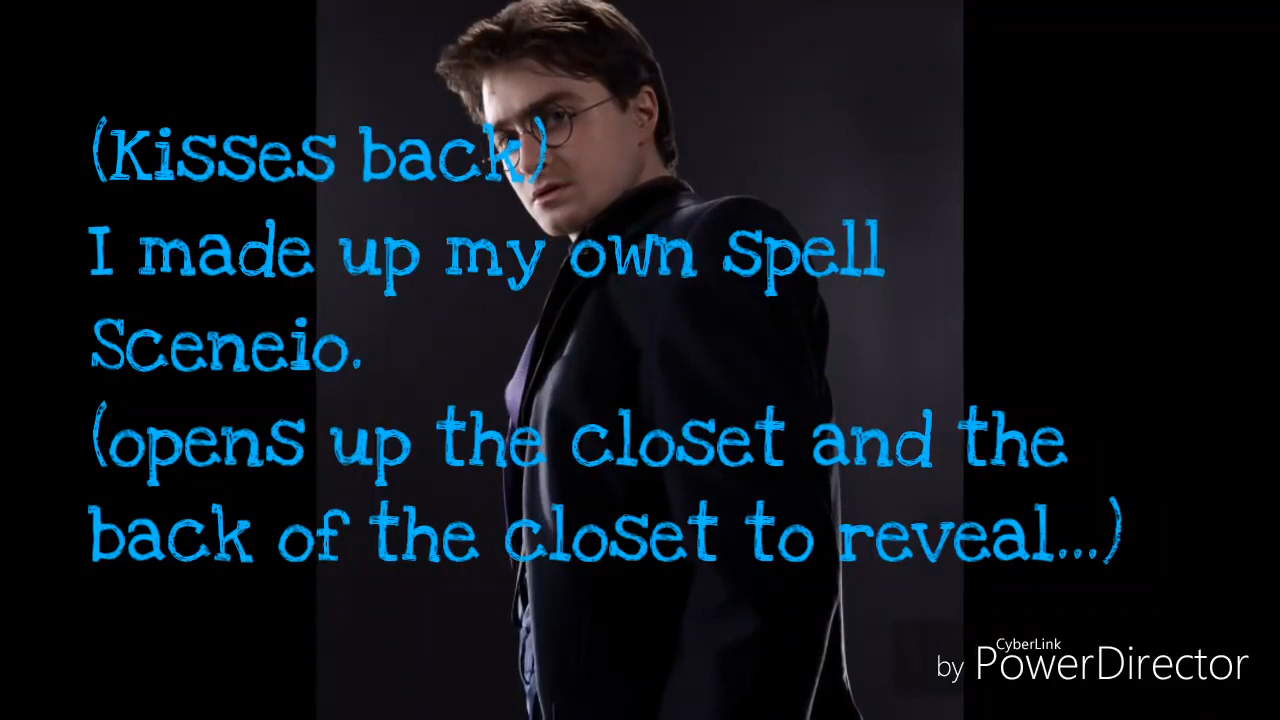 (Kisses back)
I made up my own spell
Sceneio.
(opens up the closet and the
back of the closet to reveal...)
CyberLink
by PowerDirector